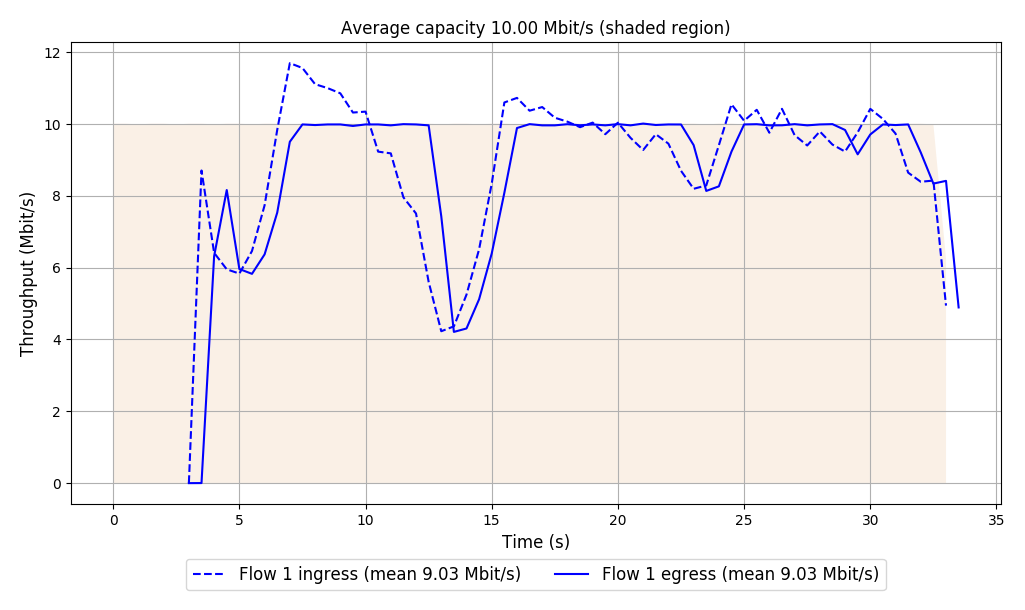 Average capacity 10.00 Mbit/s (shaded region)
Throughput (Mbit/s)
12
10
8
6
4
2
0
0 5 10 15 20 25 30 35
Time (s)
Flow 1 ingress (mean 9.03 Mbit/s) Flow 1 egress (mean 9.03 Mbit/s)